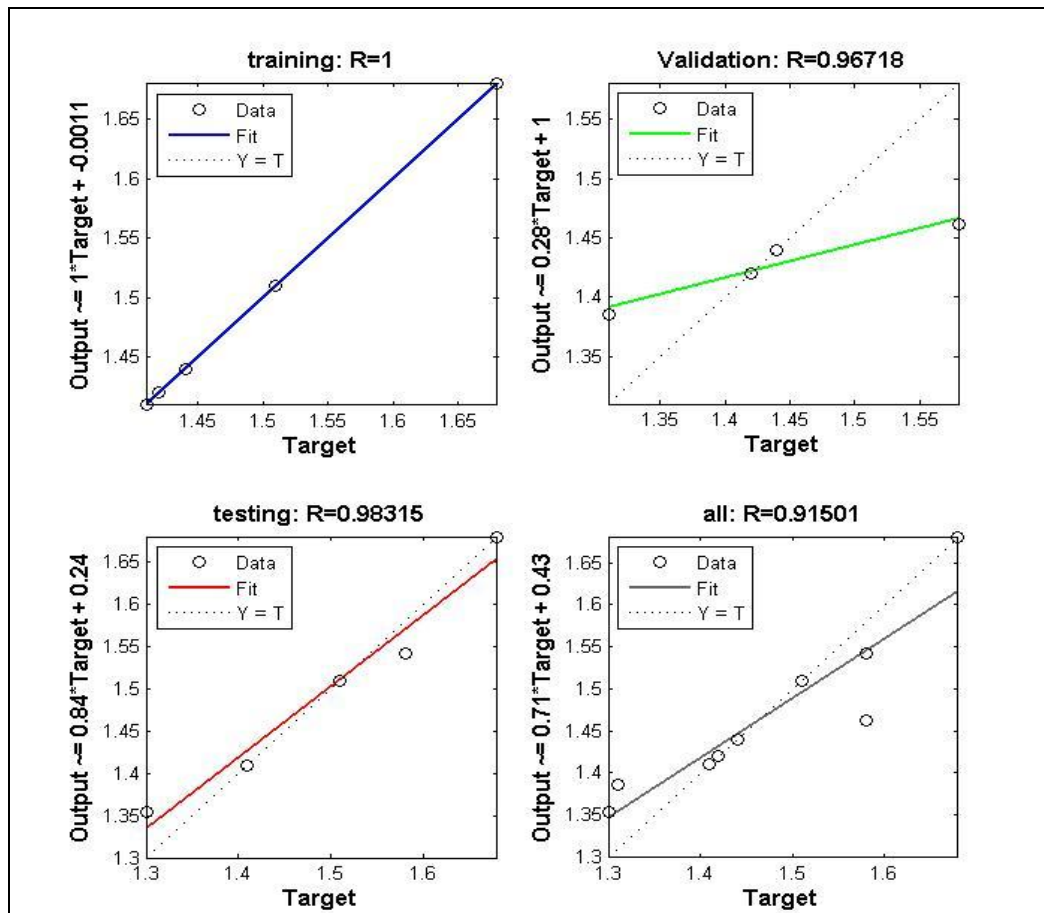 training: R=1
Output ~= 1*Target + -0.0011
Data
Fit
Y = T
1.65
1.6
1.55
1.5
1.45
1.45
1.5
1.55
1.6
1.65
Target
Validation: R=0.96718
Output ~= 0.28*Target + 1
Data
Fit
Y = T
1.55
1.5
1.45
1.4
1.35
1.35
1.4
1.45
1.5
1.55
Target
testing: R=0.98315
Output ~= 0.84*Target + 0.24
Data
Fit
Y = T
1.65
1.6
1.55
1.5
1.45
1.4
1.35
1.3
1.3
1.4
1.5
1.6
Target
all: R=0.91501
Output ~= 0.71*Target + 0.43
Data
Fit
Y = T
1.65
1.6
1.55
1.5
1.45
1.4
1.35
1.3
1.3
1.4
1.5
1.6
Target